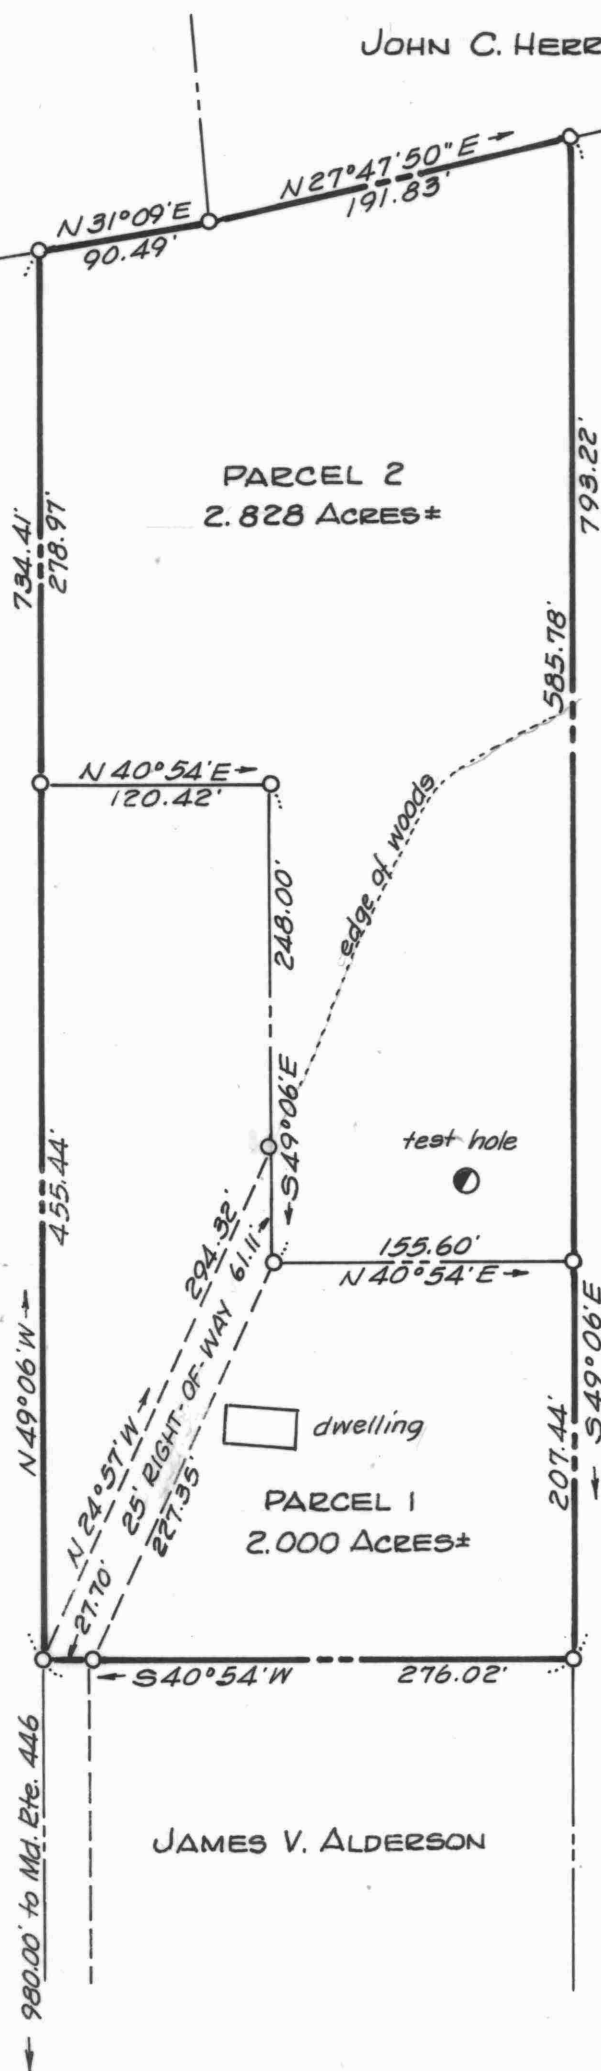 JOHN C. HERR
N 31°09'E
90.49'
N 27°47'50" E
191.83'
PARCEL 2
2.828 ACRES±
734.41'
278.97'
793.22'
585.78'
N 40°54'E
120.42'
248.00'
edge of woods
S 49°06'E
test hole
455.44'
294.32'
61.11'
155.60'
N 40°54'E
N 49°06'W
N 24°57'W
25' RIGHT-OF-WAY
227.35'
dwelling
207.44'
S 49°06'E
PARCEL 1
2.000 ACRES±
27.70'
S 40°54'W
276.02'
980.00' to Md. Rte. 446
JAMES V. ALDERSON